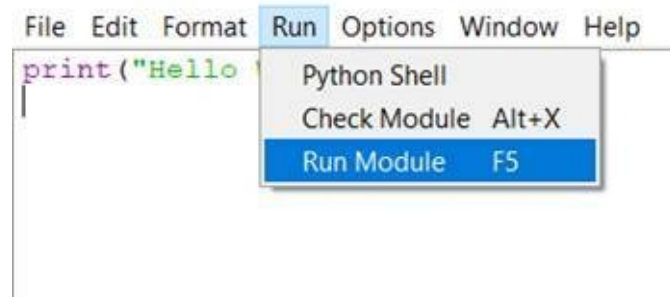 File Edit Format Run Options Window Help
print("Hello
Python Shell
Check Module Alt+X
Run Module F5